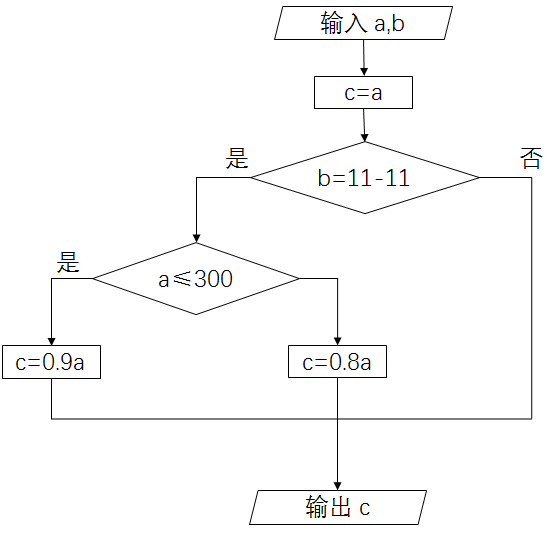 输入 a,b
c=a
是
否
b=11-11
是
a≤300
c=0.9a
c=0.8a
输出 c